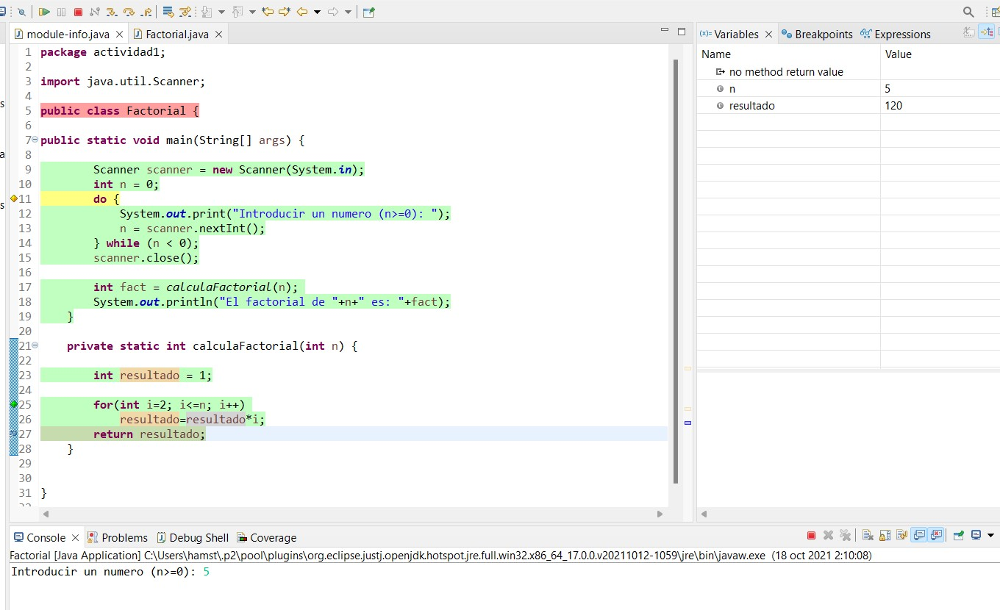 module-info.java
Factorial.java
1 package actividad1;
2
3 import java.util.Scanner;
4
5 public class Factorial {
6
7 public static void main(String[] args) {
8
9 Scanner scanner = new Scanner(System.in);
10 int n = 0;
11 do {
12 System.out.print("Introducir un numero (n>=0): ");
13 n = scanner.nextInt();
14 } while (n < 0);
15 scanner.close();
16
17 int fact = calculaFactorial(n);
18 System.out.println("El factorial de "+n+" es: "+fact);
19 }
20
21 private static int calculaFactorial(int n) {
22
23 int resultado = 1;
24
25 for(int i=2; i<=n; i++)
26 resultado=resultado*i;
27 return resultado;
28 }
29
30
31 }
(x)= Variables
Breakpoints
Expressions
Name Value
no method return value
n 5
resultado 120
Console
Problems
Debug Shell
Coverage
Factorial [Java Application] C:\Users\hamst\.p2\pool\plugins\org.eclipse.justj.openjdk.hotspot.jre.full.win32.x86_64_17.0.0.v20211012-1059\jre\bin\javaw.exe (18 oct 2021 2:10:08)
Introducir un numero (n>=0): 5